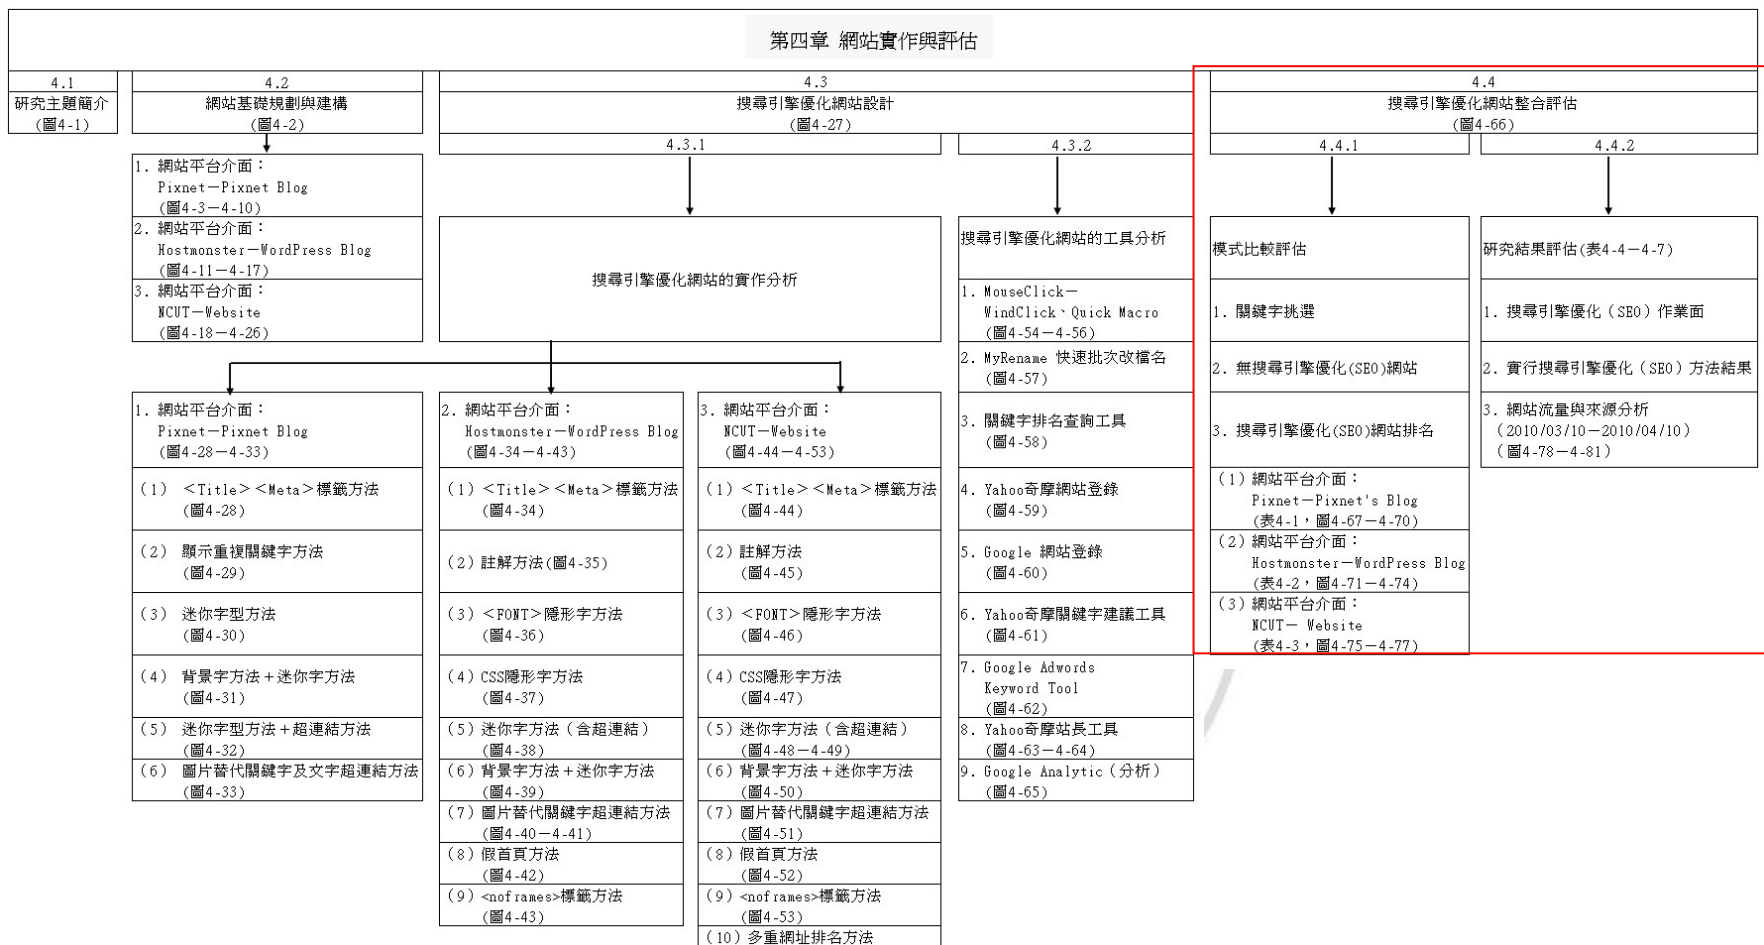 第四章 網站實作與評估
4.1
研究主題簡介
(圖4-1)
4.2
網站基礎規劃與建構
(圖4-2)
1. 網站平台介面：
Pixnet－Pixnet Blog
(圖4-3－4-10)
2. 網站平台介面：
Hostmonster－WordPress Blog
(圖4-11－4-17)
3. 網站平台介面：
NCUT－Website
(圖4-18－4-26)
4.3
搜尋引擎優化網站設計
(圖4-27)
4.3.1
搜尋引擎優化網站的實作分析
1. 網站平台介面：
Pixnet－Pixnet Blog
(圖4-28－4-33)
(1) ＜Title＞＜Meta＞標籤方法
(圖4-28)
(2) 顯示重複關鍵字方法
(圖4-29)
(3) 迷你字型方法
(圖4-30)
(4) 背景字方法＋迷你字方法
(圖4-31)
(5) 迷你字型方法＋超連結方法
(圖4-32)
(6) 圖片替代關鍵字及文字超連結方法
(圖4-33)
2. 網站平台介面：
Hostmonster－WordPress Blog
(圖4-34－4-43)
(1)＜Title＞＜Meta＞標籤方法
(圖4-34)
(2)註解方法(圖4-35)
(3)＜FONT＞隱形字方法
(圖4-36)
(4)CSS隱形字方法
(圖4-37)
(5)迷你字方法（含超連結）
(圖4-38)
(6)背景字方法＋迷你字方法
(圖4-39)
(7)圖片替代關鍵字超連結方法
(圖4-40－4-41)
(8)假首頁方法
(圖4-42)
(9)<noframes>標籤方法
(圖4-43)
3. 網站平台介面：
NCUT－Website
(圖4-44－4-53)
(1)＜Title＞＜Meta＞標籤方法
(圖4-44)
(2)註解方法
(圖4-45)
(3)＜FONT＞隱形字方法
(圖4-46)
(4)CSS隱形字方法
(圖4-47)
(5)迷你字方法（含超連結）
(圖4-48－4-49)
(6)背景字方法＋迷你字方法
(圖4-50)
(7)圖片替代關鍵字超連結方法
(圖4-51)
(8)假首頁方法
(圖4-52)
(9)<noframes>標籤方法
(圖4-53)
(10)多重網址排名方法
4.3.2
搜尋引擎優化網站的工具分析
1. MouseClick－
WindClick、Quick Macro
(圖4-54－4-56)
2. MyRename 快速批次改檔名
(圖4-57)
3. 關鍵字排名查詢工具
(圖4-58)
4. Yahoo奇摩網站登錄
(圖4-59)
5. Google 網站登錄
(圖4-60)
6. Yahoo奇摩關鍵字建議工具
(圖4-61)
7. Google Adwords
Keyword Tool
(圖4-62)
8. Yahoo奇摩站長工具
(圖4-63－4-64)
9. Google Analytic（分析）
(圖4-65)
4.4
搜尋引擎優化網站整合評估
(圖4-66)
4.4.1
模式比較評估
1. 關鍵字挑選
2. 無搜尋引擎優化(SEO)網站
3. 搜尋引擎優化(SEO)網站排名
(1)網站平台介面：
Pixnet－Pixnet's Blog
(表4-1，圖4-67－4-70)
(2)網站平台介面：
Hostmonster－WordPress Blog
(表4-2，圖4-71－4-74)
(3)網站平台介面：
NCUT－ Website
(表4-3，圖4-75－4-77)
4.4.2
研究結果評估(表4-4－4-7)
1. 搜尋引擎優化（SEO）作業面
2. 實行搜尋引擎優化（SEO）方法結果
3. 網站流量與來源分析
（2010/03/10－2010/04/10）
（圖4-78－4-81）